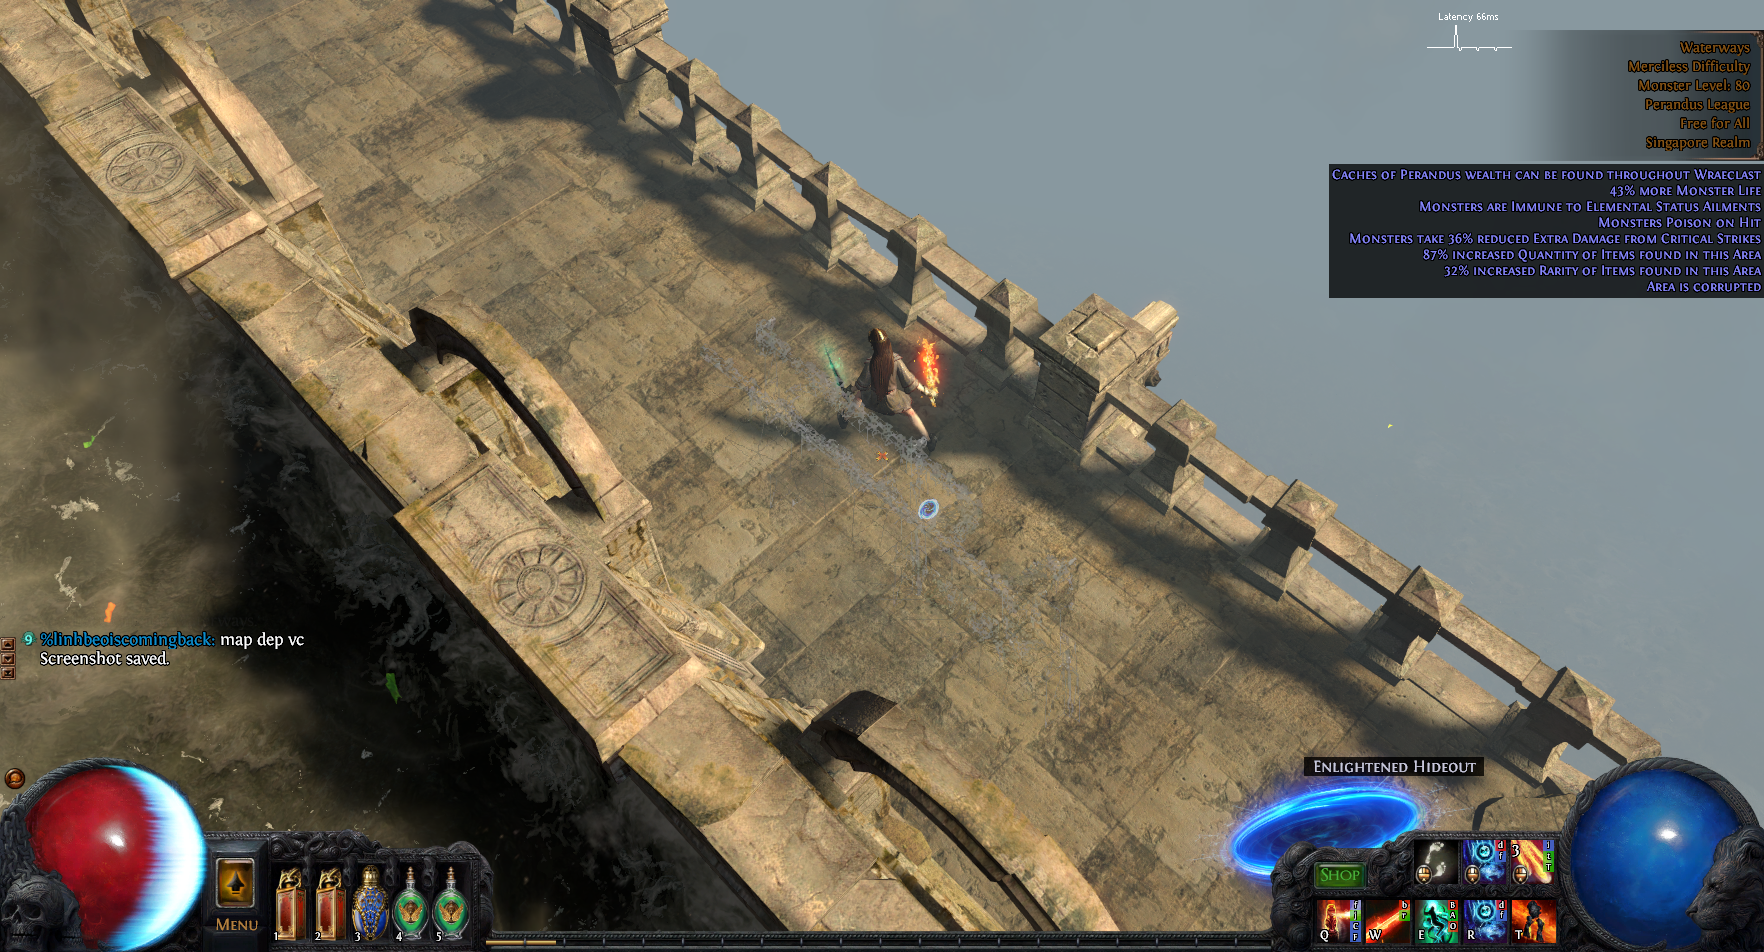 Latency 66ms
Waterways
Merciless Difficulty
Monster Level: 80
Perandus League
Free for All
Singapore Realm
Caches of Perandus wealth can be found throughout Wraeclast
43% more Monster Life
Monsters are Immune to Elemental Status Ailments
Monsters Poison on Hit
Monsters take 36% reduced Extra Damage from Critical Strikes
87% increased Quantity of Items found in this Area
32% increased Rarity of Items found in this Area
Area is corrupted
9 %linhbeoiscomingback: map dep vc
Screenshot saved.
Enlightened Hideout
Shop
Menu
1 2 3 4 5
d f
3 i t T
Q f j c F
W b r
E B A O
R d f
T